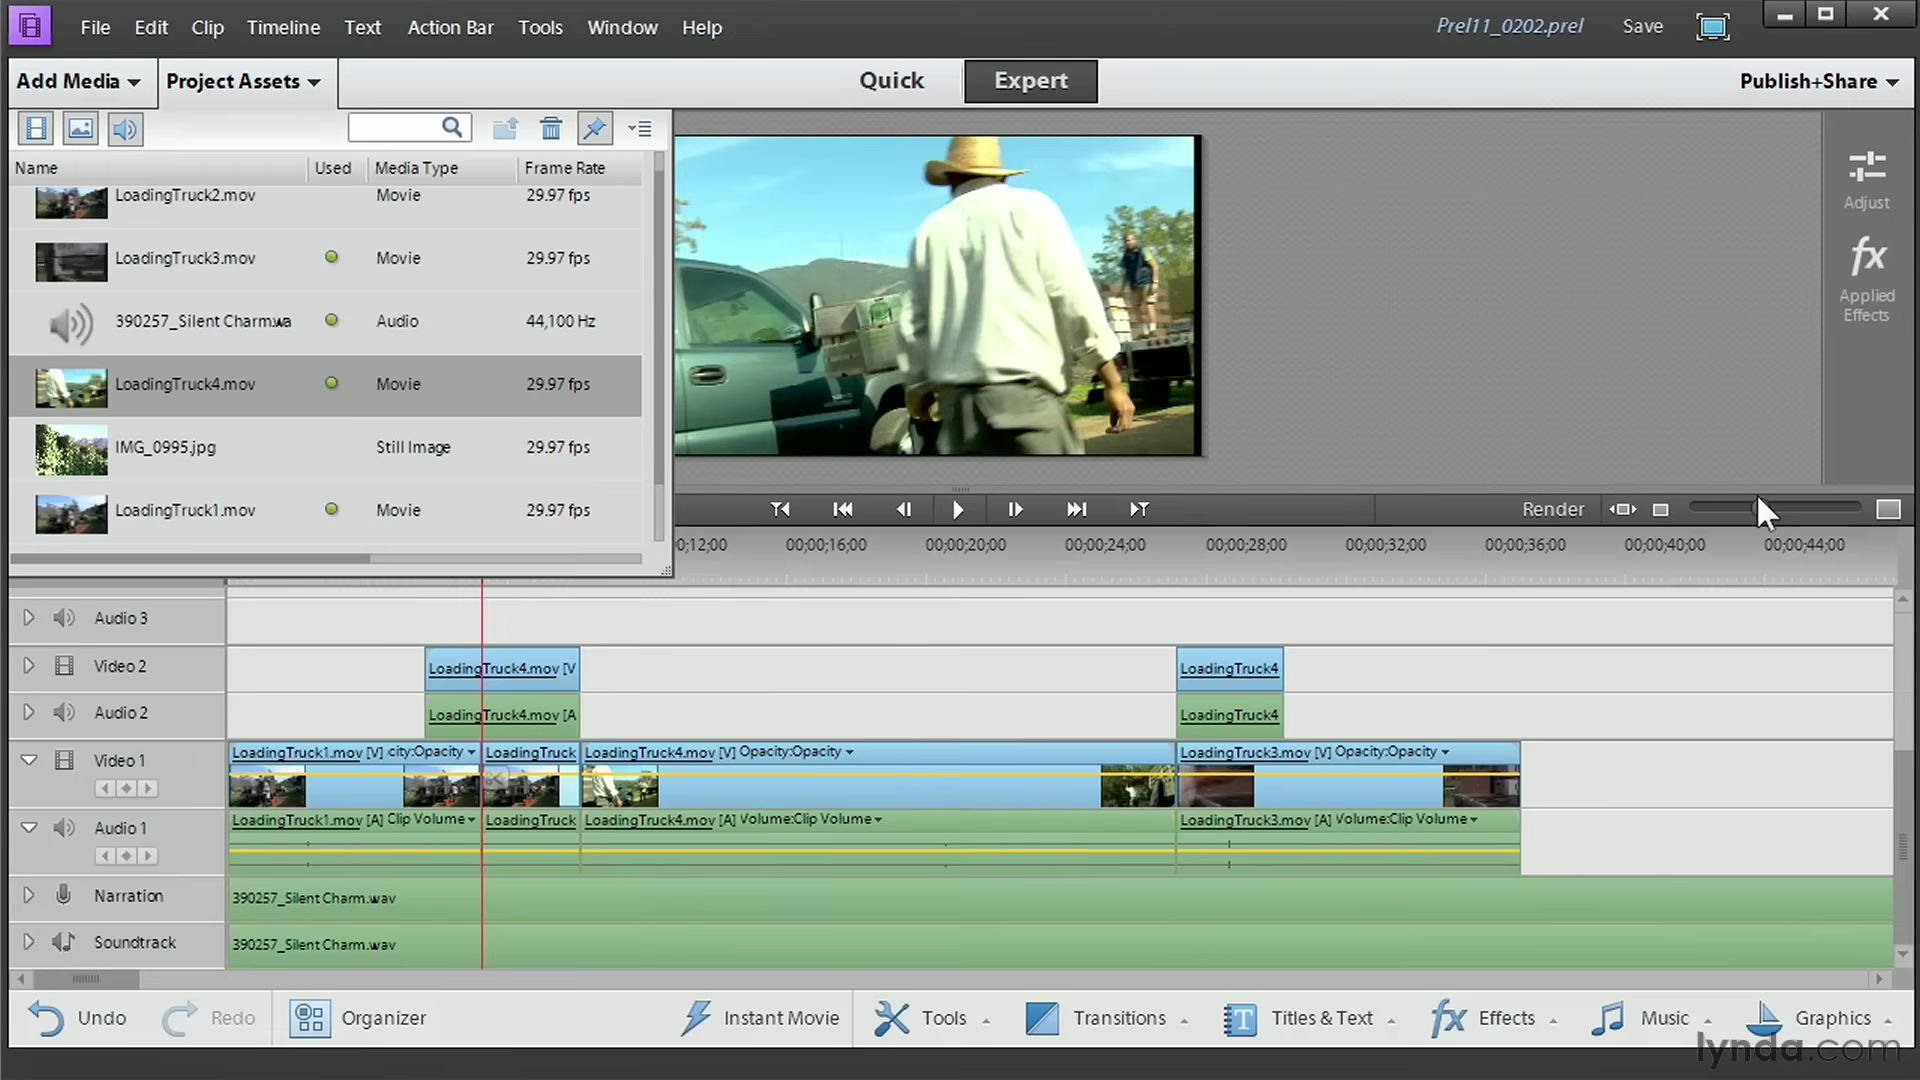 File Edit Clip Timeline Text Action Bar Tools Window Help Prel11_0202.prel Save
Add Media Project Assets Quick Expert Publish+Share
Name Used Media Type Frame Rate
LoadingTruck2.mov Movie 29.97 fps
LoadingTruck3.mov Movie 29.97 fps
390257_Silent Charm.wa Audio 44,100 Hz
LoadingTruck4.mov Movie 29.97 fps
IMG_0995.jpg Still Image 29.97 fps
LoadingTruck1.mov Movie 29.97 fps
Adjust
fx
Applied
Effects
Render
0;12;00 00;00;16;00 00;00;20;00 00;00;24;00 00;00;28;00 00;00;32;00 00;00;36;00 00;00;40;00 00;00;44;00
Audio 3
Video 2 LoadingTruck4.mov [V LoadingTruck4
Audio 2 LoadingTruck4.mov [A LoadingTruck4
Video 1 LoadingTruck1.mov [V] :city:Opacity LoadingTruck LoadingTruck4.mov [V] Opacity:Opacity LoadingTruck3.mov [V] Opacity:Opacity
Audio 1 LoadingTruck1.mov [A] Clip Volume LoadingTruck LoadingTruck4.mov [A] Volume:Clip Volume LoadingTruck3.mov [A] Volume:Clip Volume
Narration 390257_Silent Charm.wav
Soundtrack 390257_Silent Charm.wav
Undo Redo Organizer Instant Movie Tools Transitions T Titles & Text fx Effects Music Graphics
lynda.com